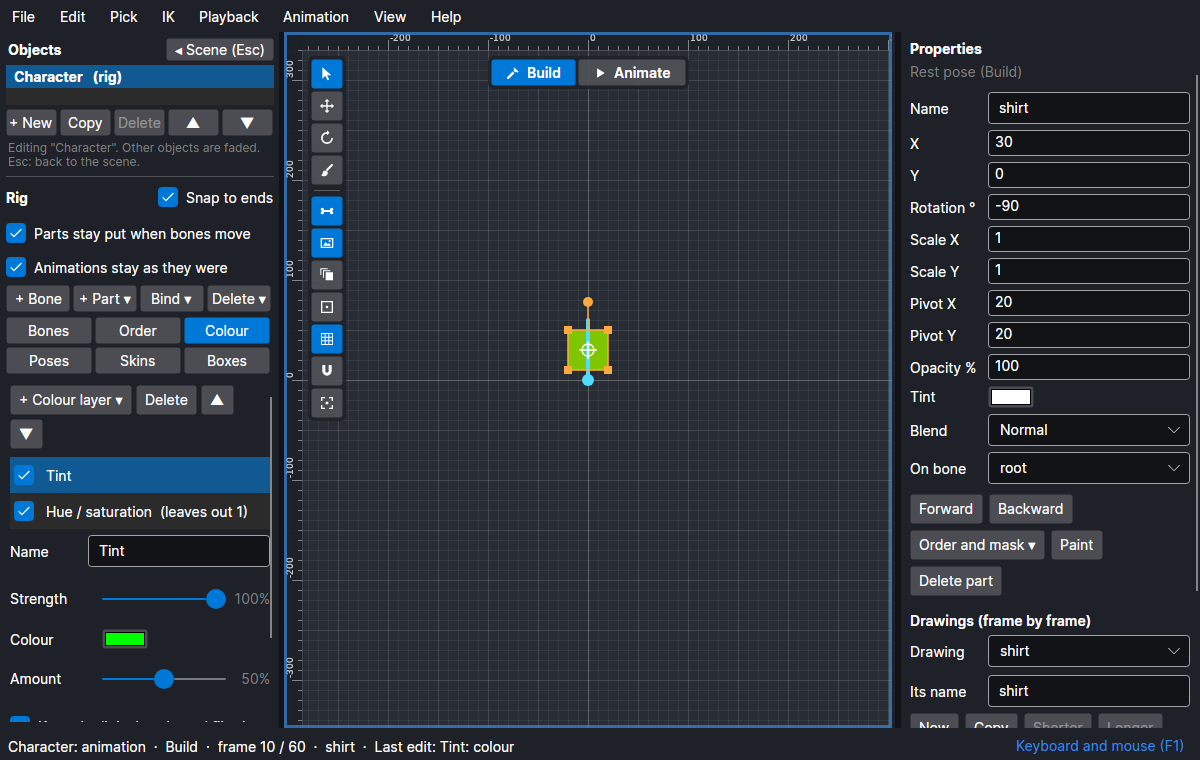 File Edit Pick IK Playback Animation View Help
Objects
◂ Scene (Esc)
Character (rig)
+ New Copy Delete ▲ ▼
Editing "Character". Other objects are faded.
Esc: back to the scene.
Rig
Snap to ends
Parts stay put when bones move
Animations stay as they were
+ Bone + Part ▾ Bind ▾ Delete ▾
Bones Order Colour
Poses Skins Boxes
+ Colour layer ▾ Delete ▲
▼
Tint
Hue / saturation (leaves out 1)
Name Tint
Strength 100%
Colour
Amount 50%
-200 -100 0 100 200
300
200
100
0
-100
-200
-300
Build Animate
Properties
Rest pose (Build)
Name shirt
X 30
Y 0
Rotation ° -90
Scale X 1
Scale Y 1
Pivot X 20
Pivot Y 20
Opacity % 100
Tint
Blend Normal
On bone root
Forward Backward
Order and mask ▾ Paint
Delete part
Drawings (frame by frame)
Drawing shirt
Its name shirt
New Copy Shorter Longer
Character: animation · Build · frame 10 / 60 · shirt · Last edit: Tint: colour
Keyboard and mouse (F1)